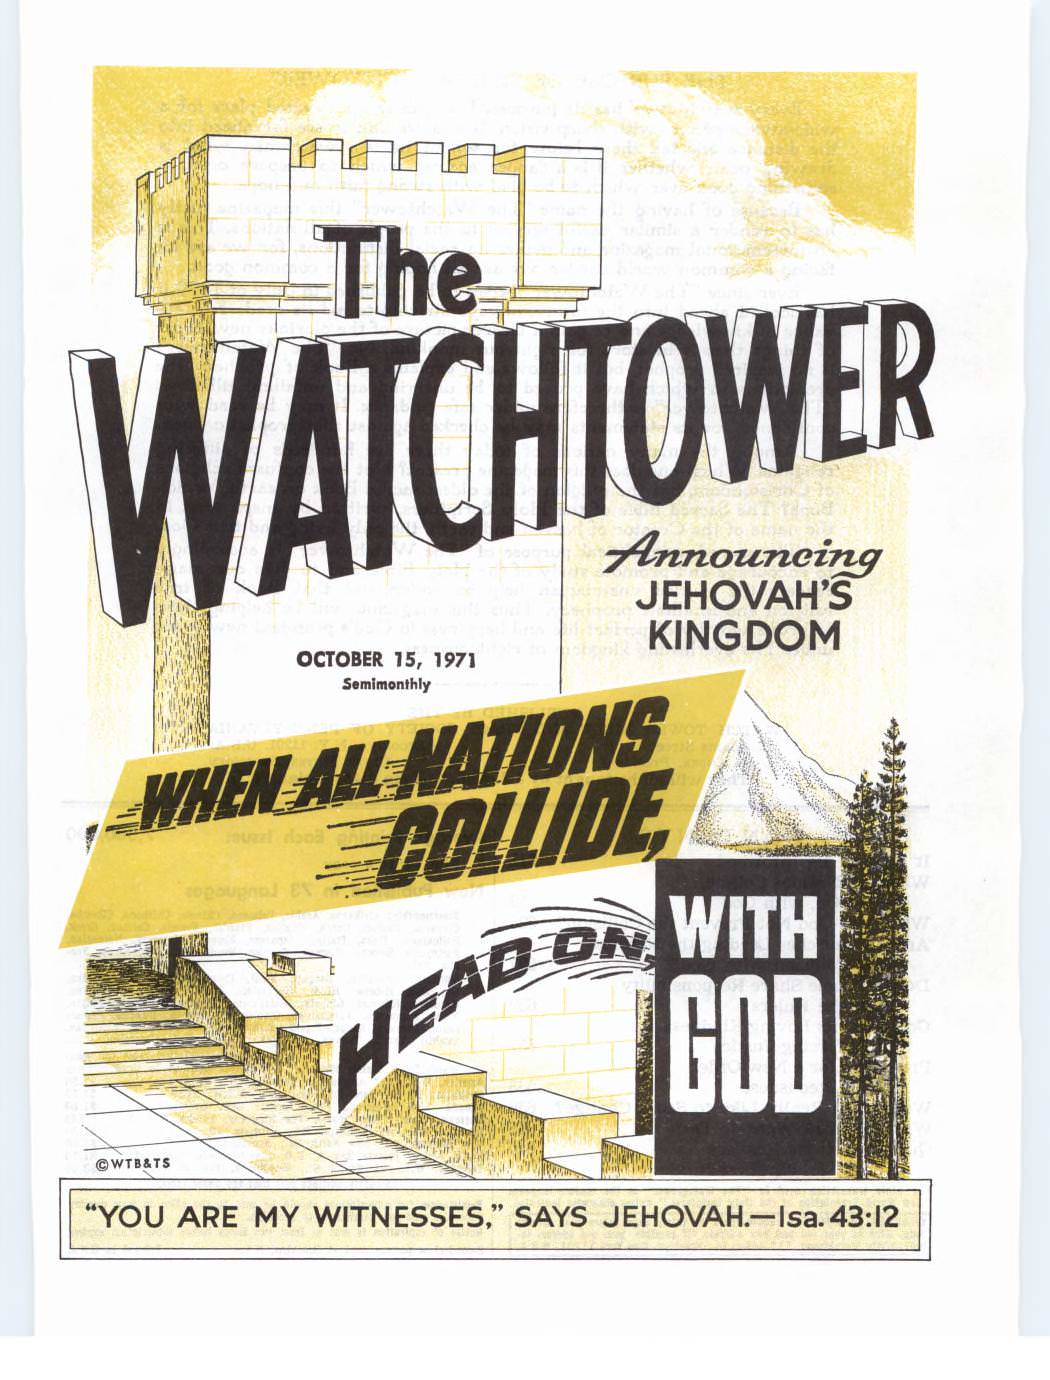 The
WATCHTOWER
Announcing
JEHOVAH'S
KINGDOM
OCTOBER 15, 1971
Semimonthly
WHEN ALL NATIONS
COLLIDE,
HEAD ON,
WITH
GOD
©WTB&TS
"YOU ARE MY WITNESSES," SAYS JEHOVAH.—Isa. 43:12